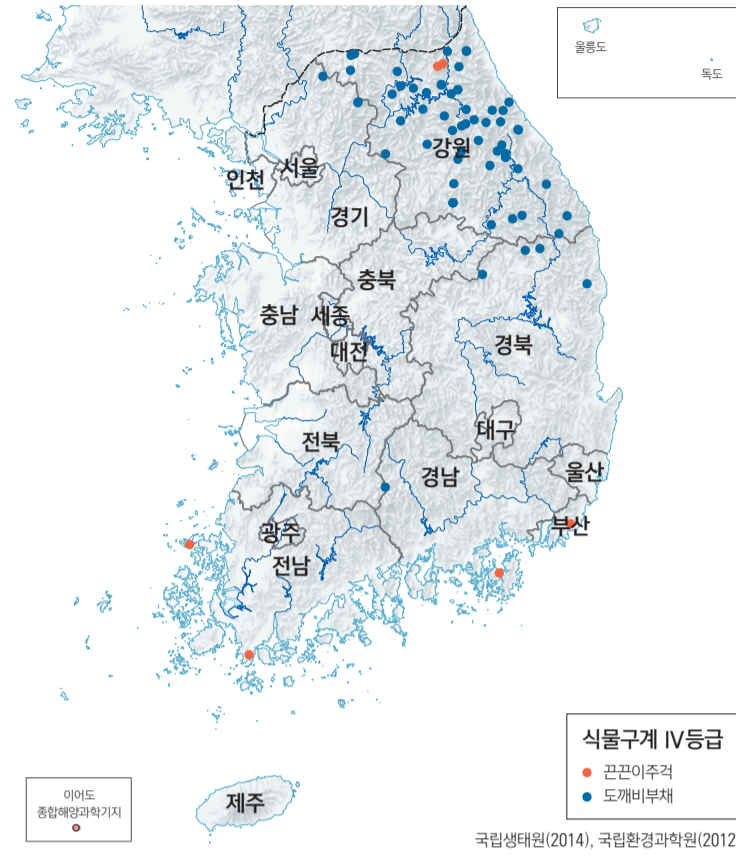 울릉도
독도
강원
서울
인천
경기
충북
충남
세종
대전
경북
전북
대구
경남
울산
부산
광주
전남
제주
이어도
종합해양과학기지
식물구계 IV등급
끈끈이주걱
도깨비부채
국립생태원(2014), 국립환경과학원(2012